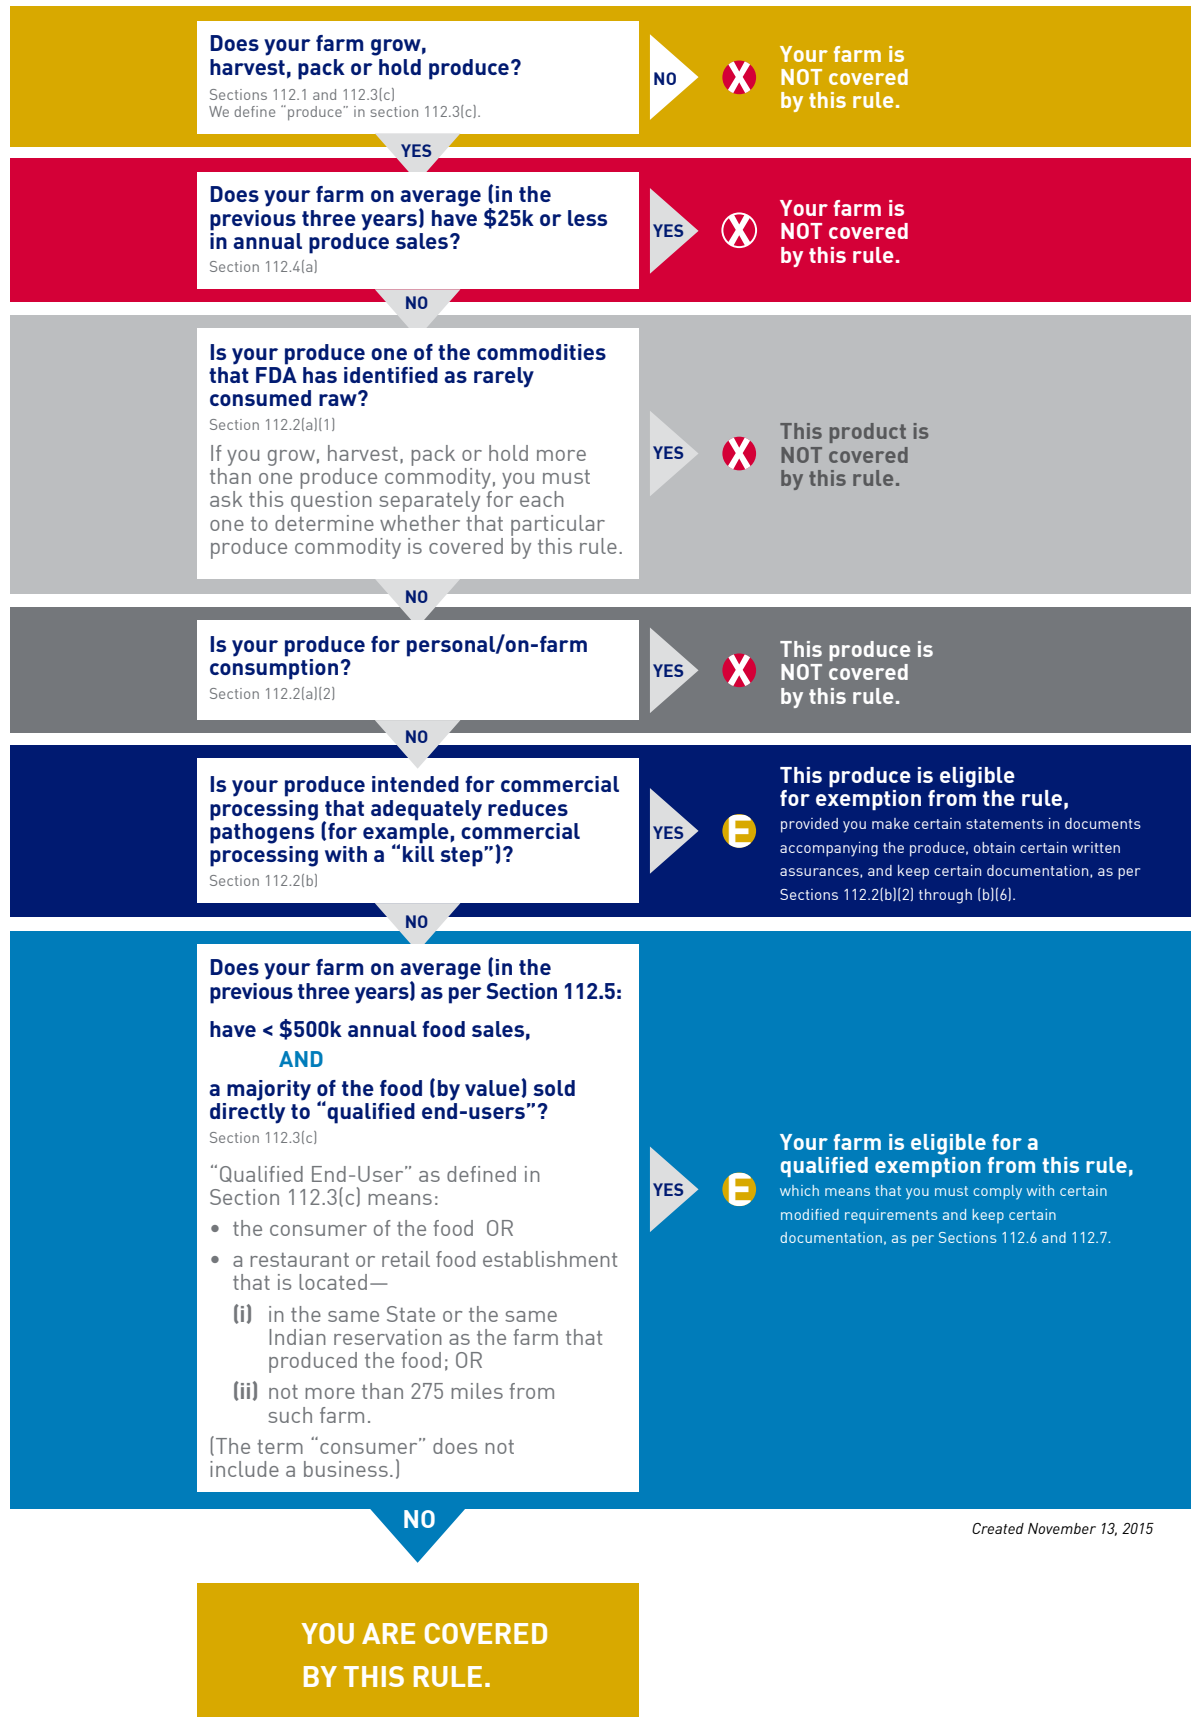 Does your farm grow,
harvest, pack or hold produce?
Sections 112.1 and 112.3(c)
We define "produce" in section 112.3(c).
NO
X
Your farm is
NOT covered
by this rule.
YES
Does your farm on average (in the
previous three years) have $25k or less
in annual produce sales?
Section 112.4(a)
YES
X
Your farm is
NOT covered
by this rule.
NO
Is your produce one of the commodities
that FDA has identified as rarely
consumed raw?
Section 112.2(a)(1)
If you grow, harvest, pack or hold more
than one produce commodity, you must
ask this question separately for each
one to determine whether that particular
produce commodity is covered by this rule.
YES
X
This product is
NOT covered
by this rule.
NO
Is your produce for personal/on-farm
consumption?
Section 112.2(a)(2)
YES
X
This produce is
NOT covered
by this rule.
NO
Is your produce intended for commercial
processing that adequately reduces
pathogens (for example, commercial
processing with a “kill step”)?
Section 112.2(b)
YES
E
This produce is eligible
for exemption from the rule,
provided you make certain statements in documents
accompanying the produce, obtain certain written
assurances, and keep certain documentation, as per
Sections 112.2(b)(2) through (b)(6).
NO
Does your farm on average (in the
previous three years) as per Section 112.5:
have < $500k annual food sales,
AND
a majority of the food (by value) sold
directly to “qualified end-users”?
Section 112.3(c)
“Qualified End-User” as defined in
Section 112.3(c) means:
• the consumer of the food OR
• a restaurant or retail food establishment
that is located—
(i) in the same State or the same
Indian reservation as the farm that
produced the food; OR
(ii) not more than 275 miles from
such farm.
(The term “consumer” does not
include a business.)
YES
E
Your farm is eligible for a
qualified exemption from this rule,
which means that you must comply with certain
modified requirements and keep certain
documentation, as per Sections 112.6 and 112.7.
NO
Created November 13, 2015
YOU ARE COVERED
BY THIS RULE.